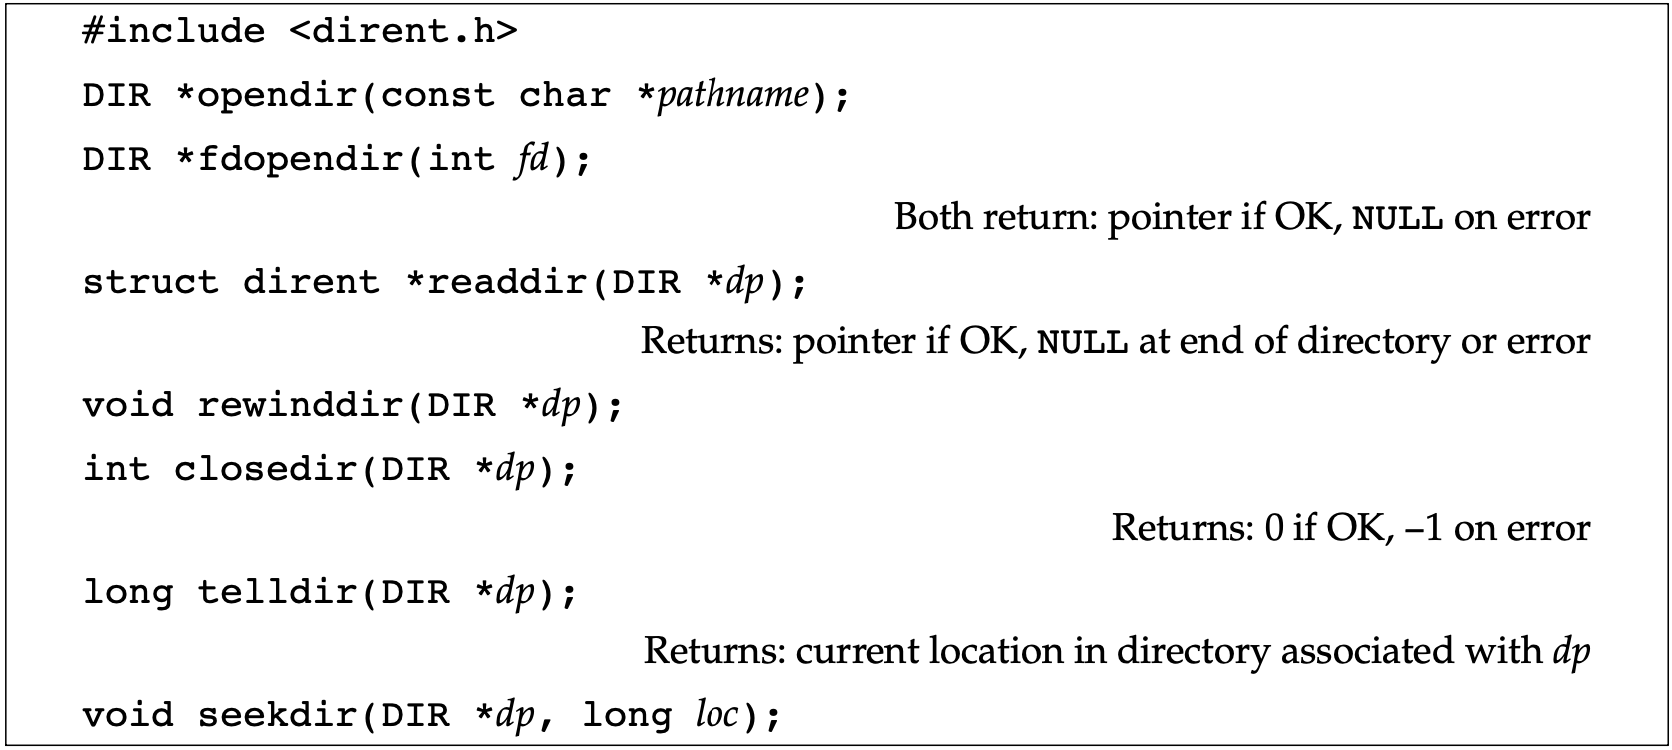 #include <dirent.h>
DIR *opendir(const char *pathname);
DIR *fdopendir(int fd);
Both return: pointer if OK, NULL on error
struct dirent *readdir(DIR *dp);
Returns: pointer if OK, NULL at end of directory or error
void rewinddir(DIR *dp);
int closedir(DIR *dp);
Returns: 0 if OK, –1 on error
long telldir(DIR *dp);
Returns: current location in directory associated with dp
void seekdir(DIR *dp, long loc);